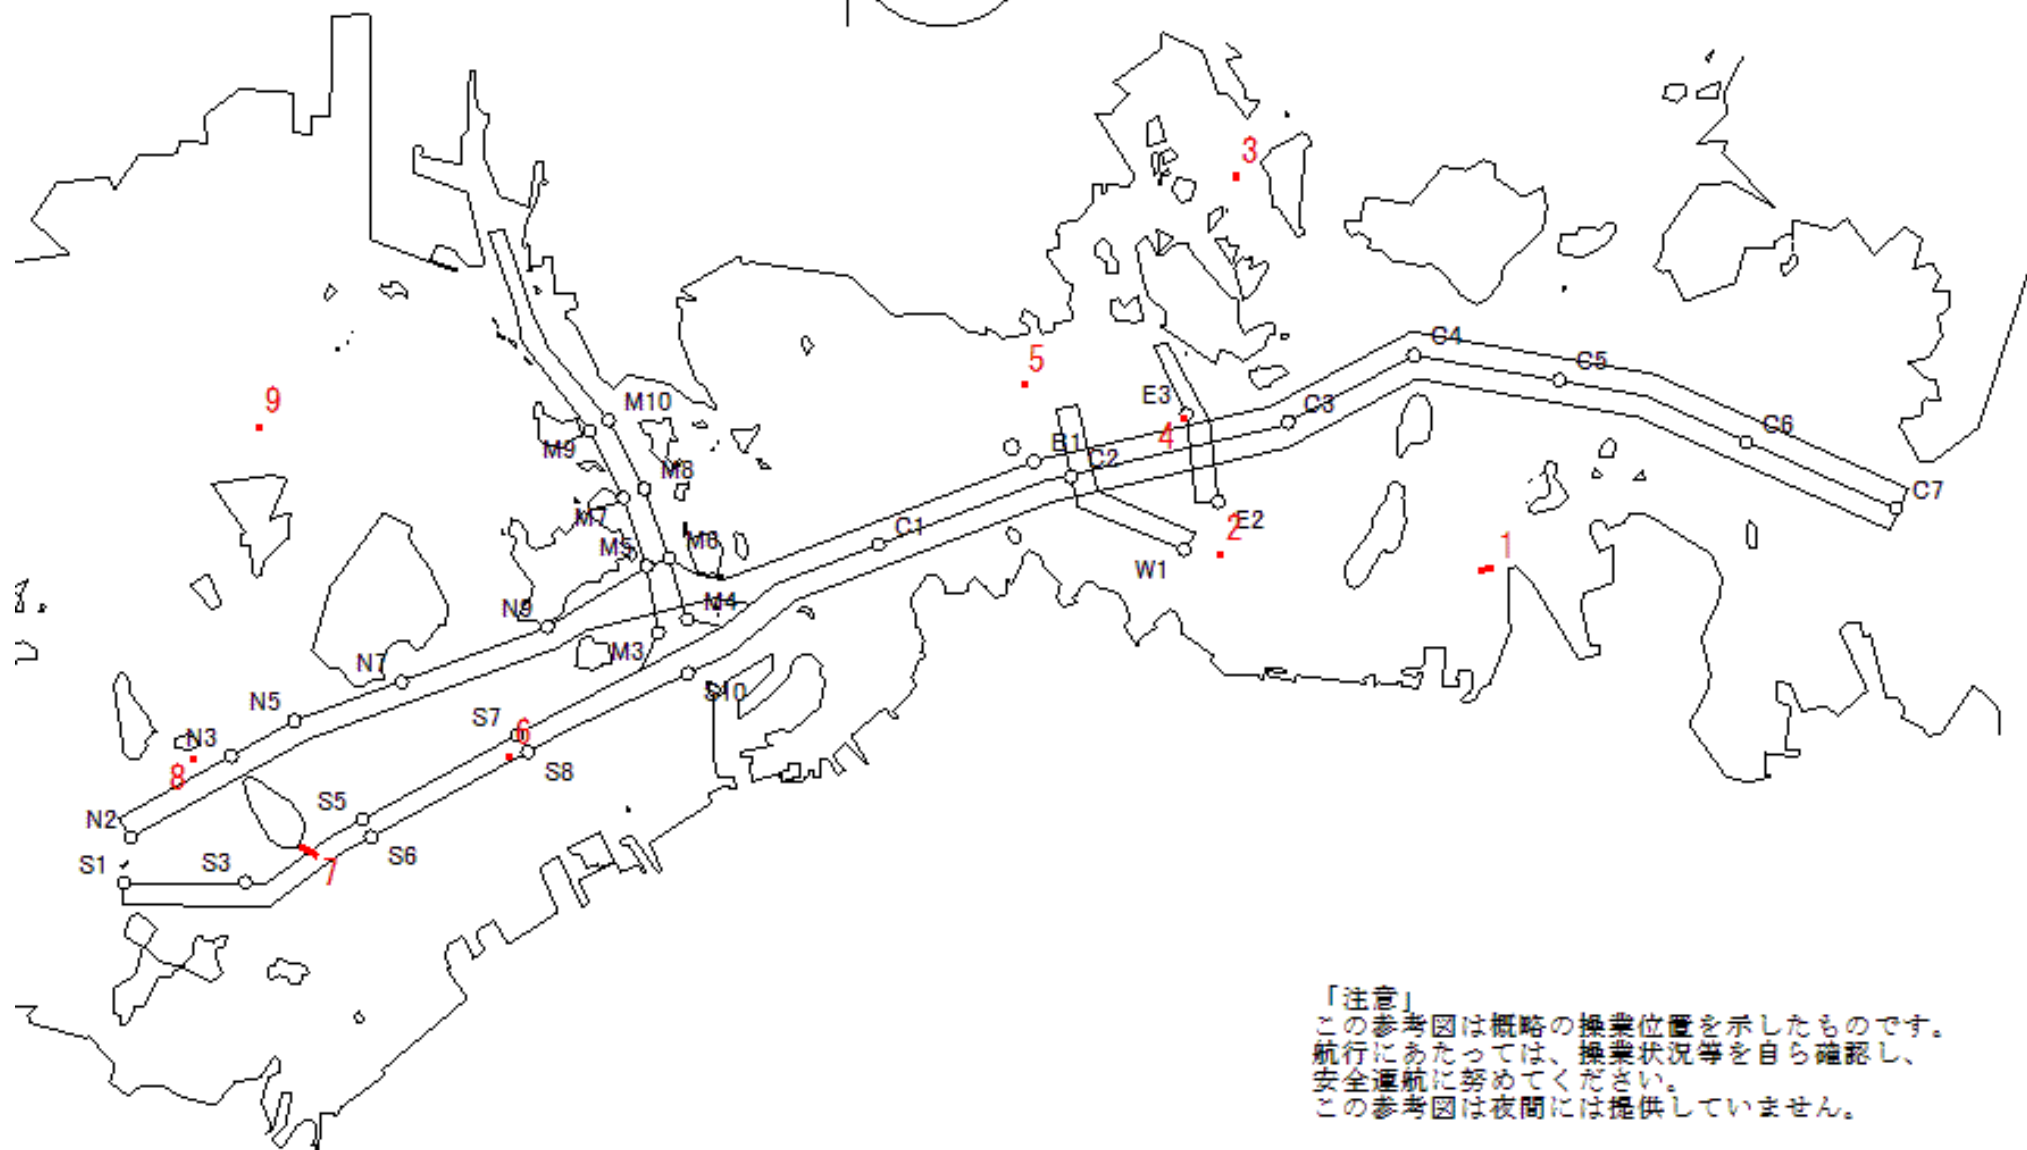 3
C4
5
C5
9
E3
M10
C3
4
C6
B1
M9
C2
M8
C7
M7
C1
E2
M5
M6
2
1
W1
N9
M4
N7
M3
S10
N5
S7
6
N3
8
S8
S5
N2
S6
S1
S3
7
「注意」
この参考図は概略の操業位置を示したものです。
航行にあたっては、操業状況等を自ら確認し、
安全運航に努めてください。
この参考図は夜間には提供していません。